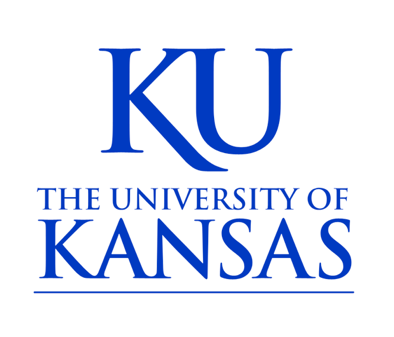 KU
THE UNIVERSITY OF
KANSAS